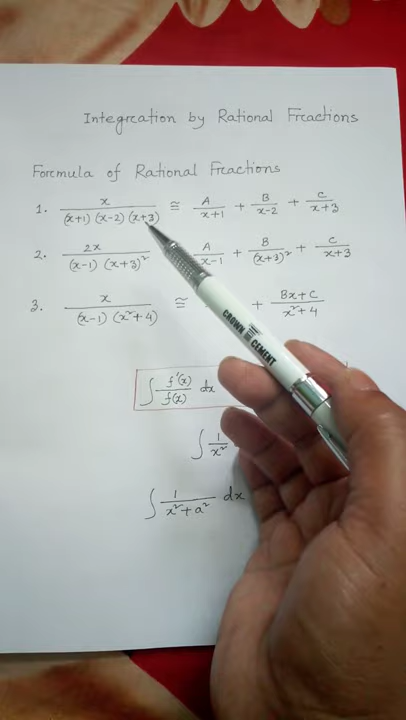 Integration by Rational Fractions
Formula of Rational Fractions
1. x/((x+1) (x-2) (x+3)) ≅ A/(x+1) + B/(x-2) + C/(x+3)
2. 2x/((x-1) (x+3)²) A/(x-1) + B/(x+3)² + C/(x+3)
3. x/((x-1) (x²+4)) ≅ + (Bx+C)/(x²+4)
∫ f'(x)/f(x) dx
∫ 1/x²
∫ 1/(x²+a²) dx
CROWN CEMENT